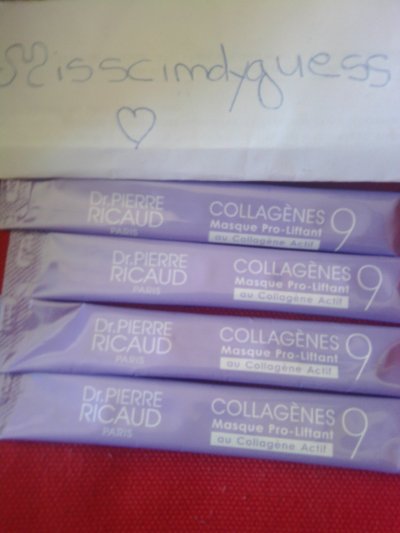 Misscimdyguess
Dr.PIERRE
RICAUD
PARIS
COLLAGÈNES 9
Masque Pro-Liftant
au Collagène Actif
Dr.PIERRE
RICAUD
PARIS
COLLAGÈNES 9
Masque Pro-Liftant
au Collagène Actif
Dr.PIERRE
RICAUD
PARIS
COLLAGÈNES 9
Masque Pro-Liftant
au Collagène Actif
Dr.PIERRE
RICAUD
PARIS
COLLAGÈNES 9
Masque Pro-Liftant
au Collagène Actif